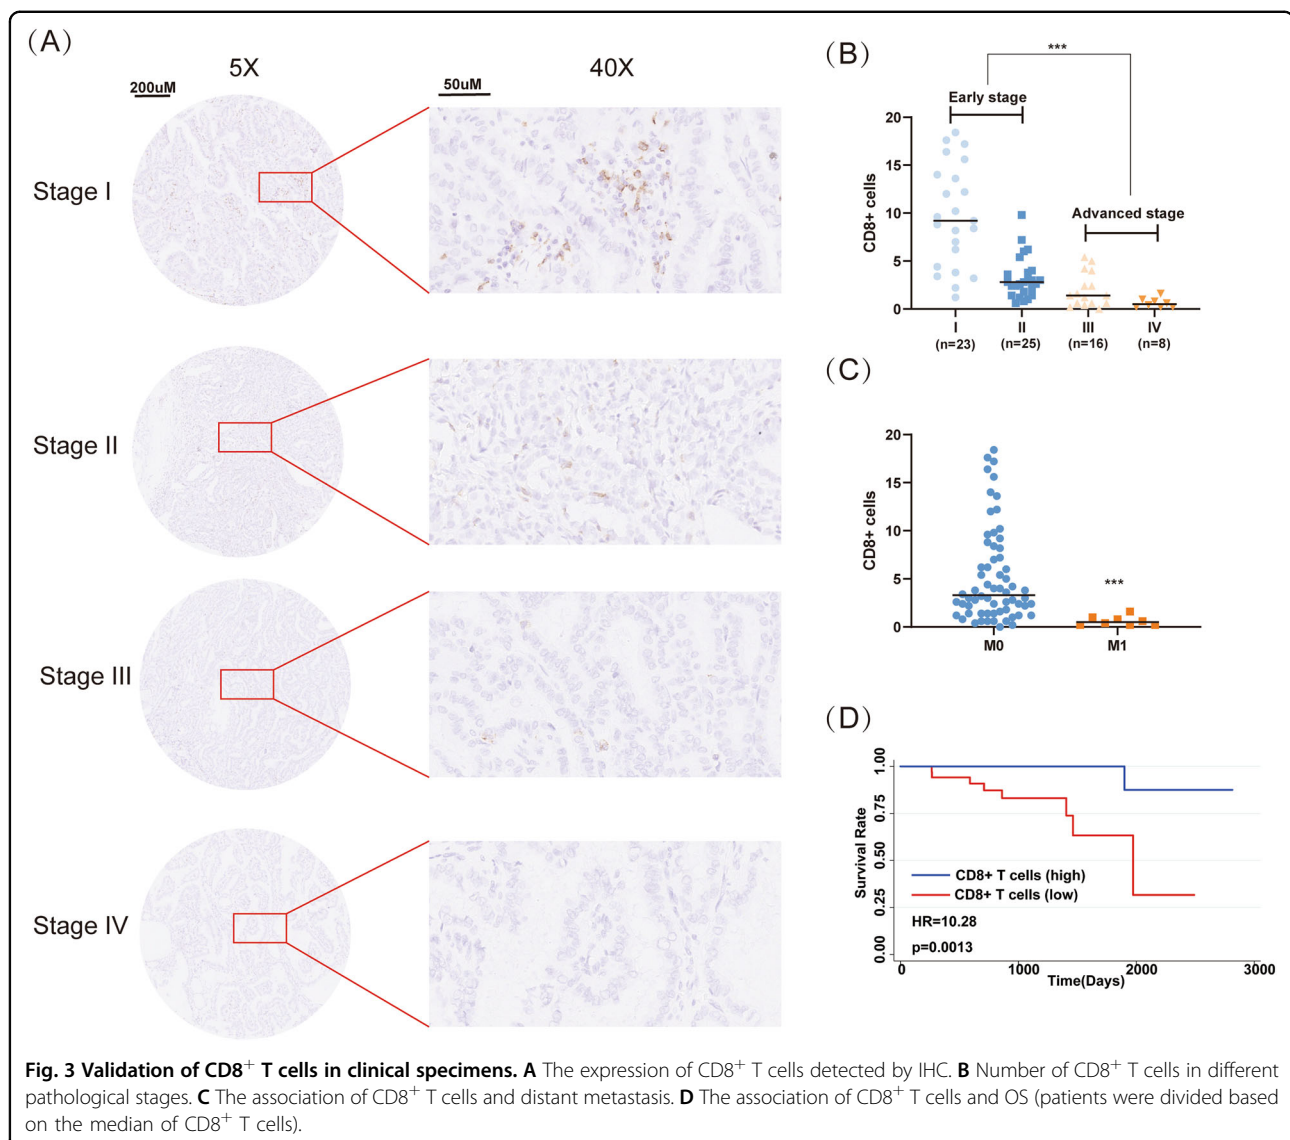 (A)
5X
40X
200uM
50uM
Stage I
Stage II
Stage III
Stage IV
(B)
***
Early stage
Advanced stage
CD8+ cells
20
15
10
5
0
I
II
III
IV
(n=23)
(n=25)
(n=16)
(n=8)
(C)
CD8+ cells
20
15
10
5
0
***
M0
M1
(D)
Survival Rate
1.00
0.75
0.50
0.25
0.00
CD8+ T cells (high)
CD8+ T cells (low)
HR=10.28
p=0.0013
0
1000
2000
3000
Time(Days)
Fig. 3 Validation of CD8⁺ T cells in clinical specimens. A The expression of CD8⁺ T cells detected by IHC. B Number of CD8⁺ T cells in different
pathological stages. C The association of CD8⁺ T cells and distant metastasis. D The association of CD8⁺ T cells and OS (patients were divided based
on the median of CD8⁺ T cells).